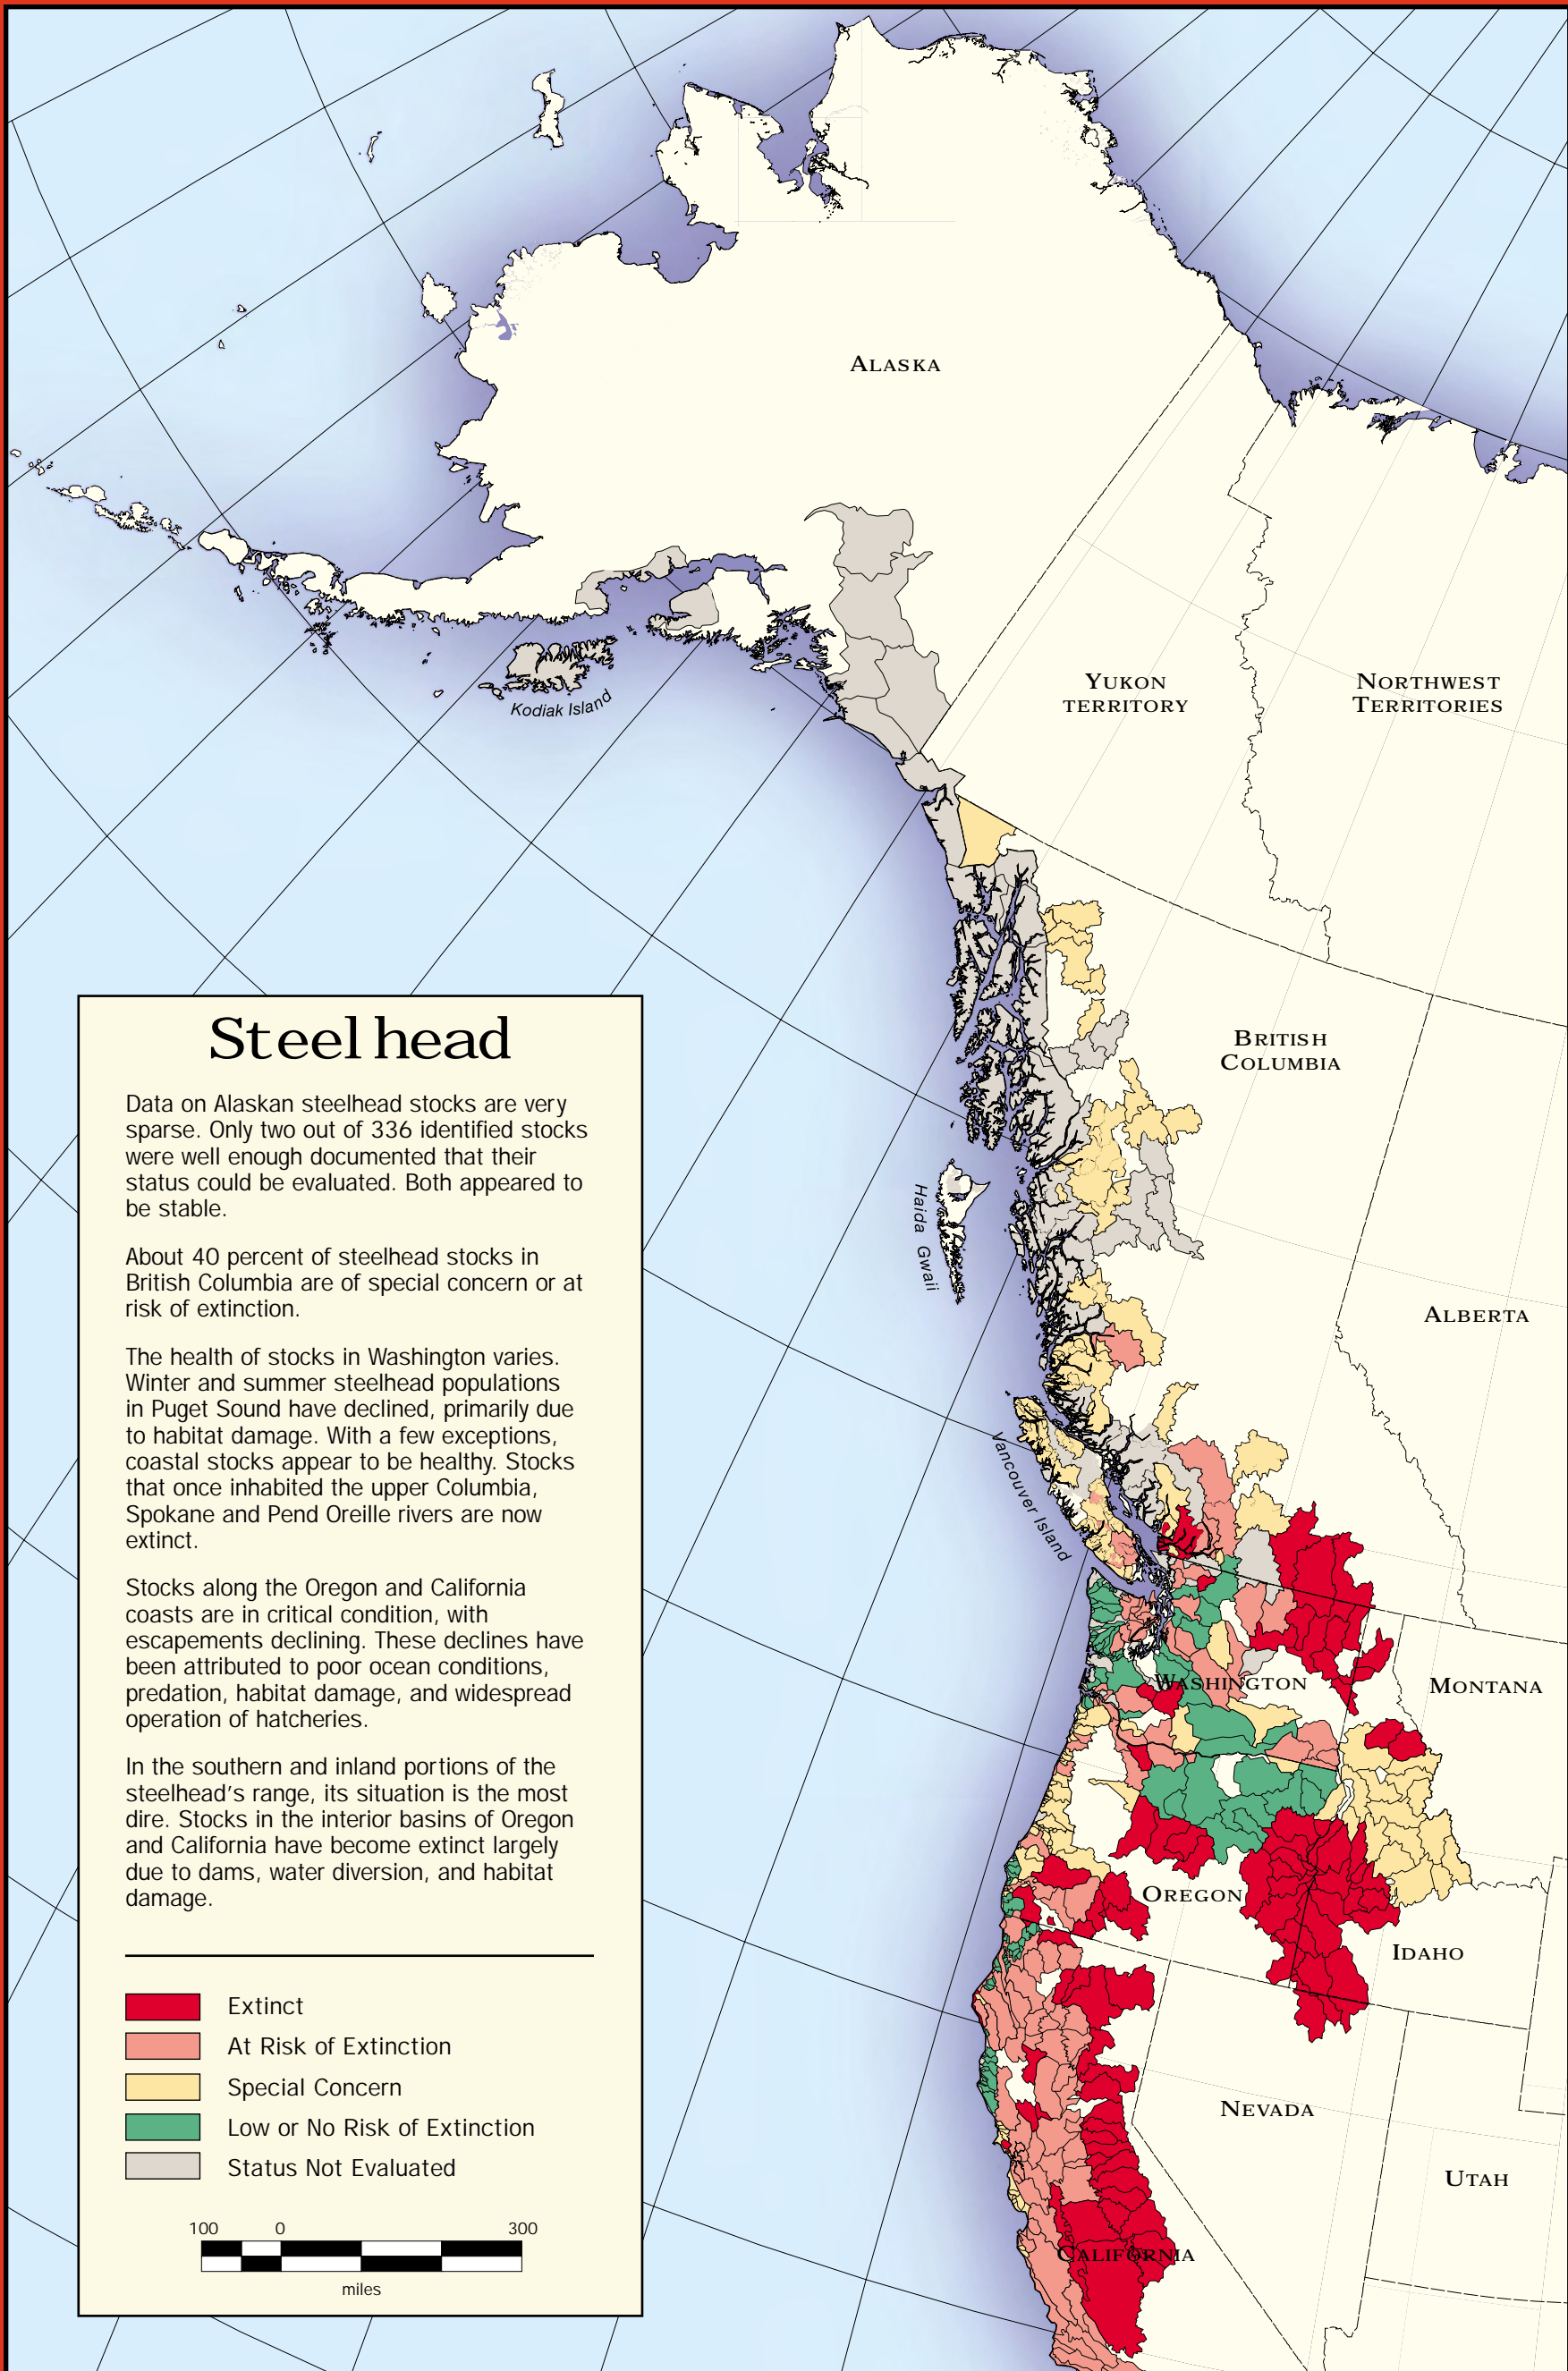 ALASKA
YUKON
TERRITORY
NORTHWEST
TERRITORIES
Kodiak Island
BRITISH
COLUMBIA
Haida Gwaii
ALBERTA
Vancouver Island
WASHINGTON
MONTANA
OREGON
IDAHO
NEVADA
UTAH
CALIFORNIA
Steelhead
Data on Alaskan steelhead stocks are very
sparse. Only two out of 336 identified stocks
were well enough documented that their
status could be evaluated. Both appeared to
be stable.
About 40 percent of steelhead stocks in
British Columbia are of special concern or at
risk of extinction.
The health of stocks in Washington varies.
Winter and summer steelhead populations
in Puget Sound have declined, primarily due
to habitat damage. With a few exceptions,
coastal stocks appear to be healthy. Stocks
that once inhabited the upper Columbia,
Spokane and Pend Oreille rivers are now
extinct.
Stocks along the Oregon and California
coasts are in critical condition, with
escapements declining. These declines have
been attributed to poor ocean conditions,
predation, habitat damage, and widespread
operation of hatcheries.
In the southern and inland portions of the
steelhead's range, its situation is the most
dire. Stocks in the interior basins of Oregon
and California have become extinct largely
due to dams, water diversion, and habitat
damage.
Extinct
At Risk of Extinction
Special Concern
Low or No Risk of Extinction
Status Not Evaluated
100 0 300
miles